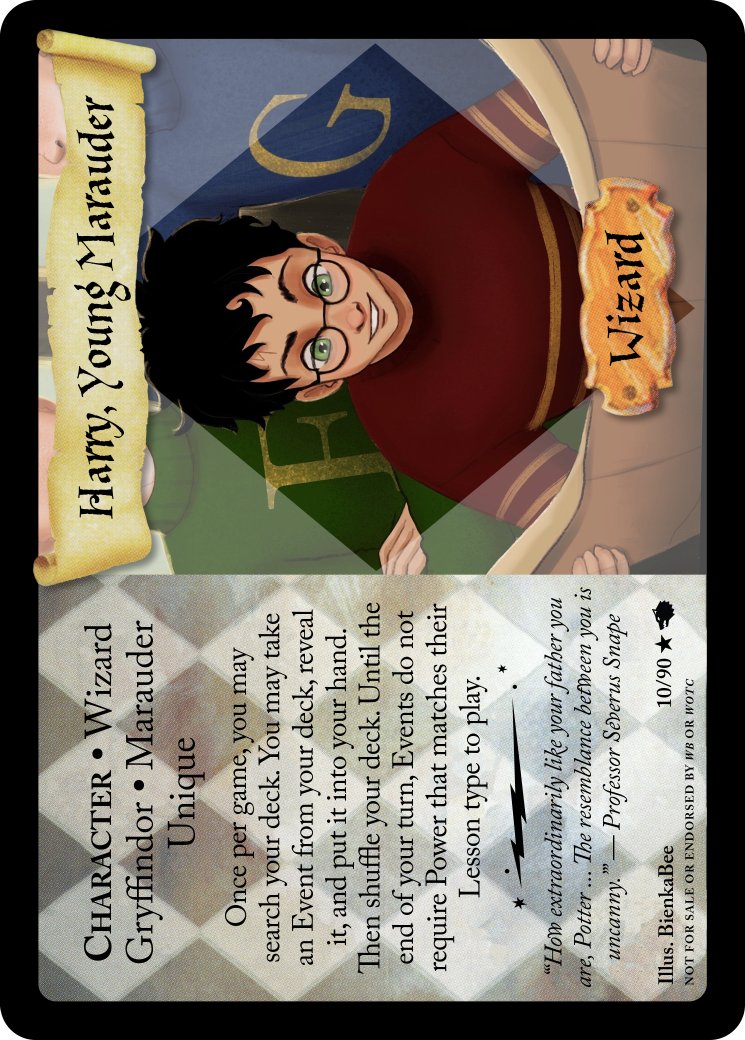 Harry, Young Marauder
G
F
Wizard
CHARACTER • Wizard
Gryffindor • Marauder
Unique
Once per game, you may
search your deck. You may take
an Event from your deck, reveal
it, and put it into your hand.
Then shuffle your deck. Until the
end of your turn, Events do not
require Power that matches their
Lesson type to play.
“How extraordinarily like your father you
are, Potter ... The resemblance between you is
uncanny.’” — Professor Severus Snape
Illus. BienkaBee
10/90 ★
NOT FOR SALE OR ENDORSED BY WB OR WOTC